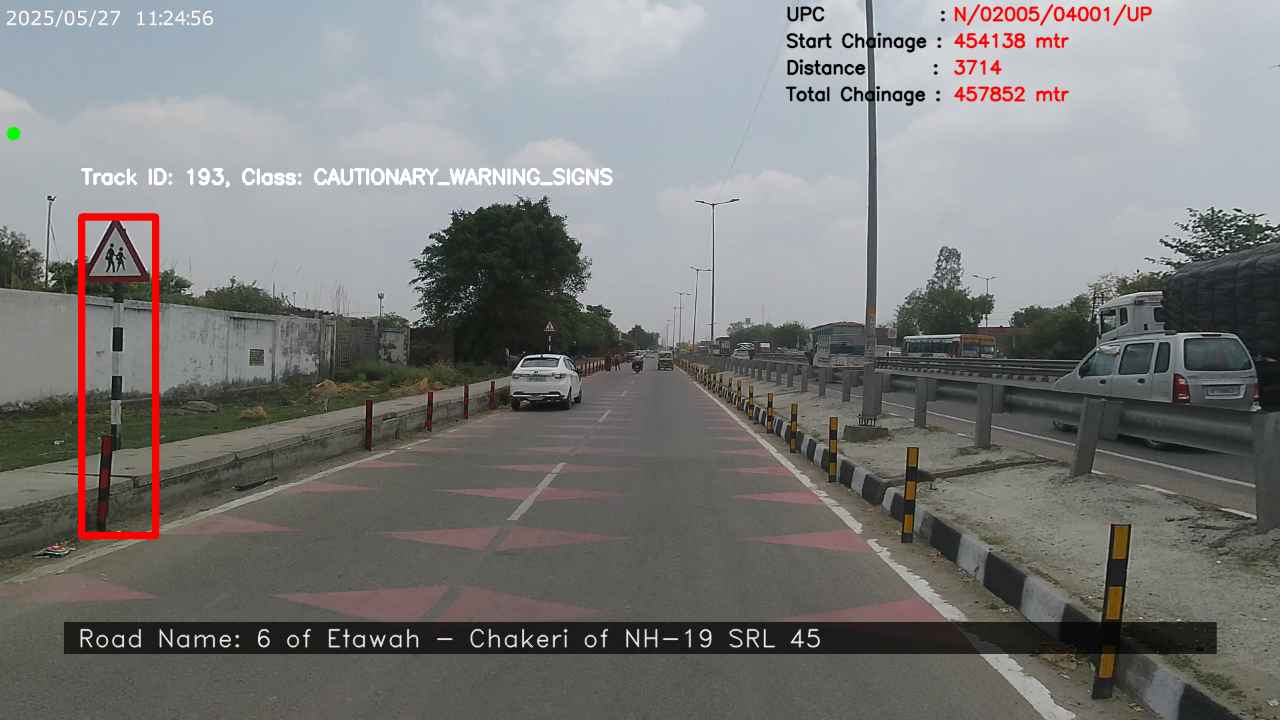 2025/05/27 11:24:56
UPC : N/02005/04001/UP
Start Chainage : 454138 mtr
Distance : 3714
Total Chainage : 457852 mtr
Track ID: 193, Class: CAUTIONARY_WARNING_SIGNS
Road Name: 6 of Etawah - Chakeri of NH-19 SRL 45